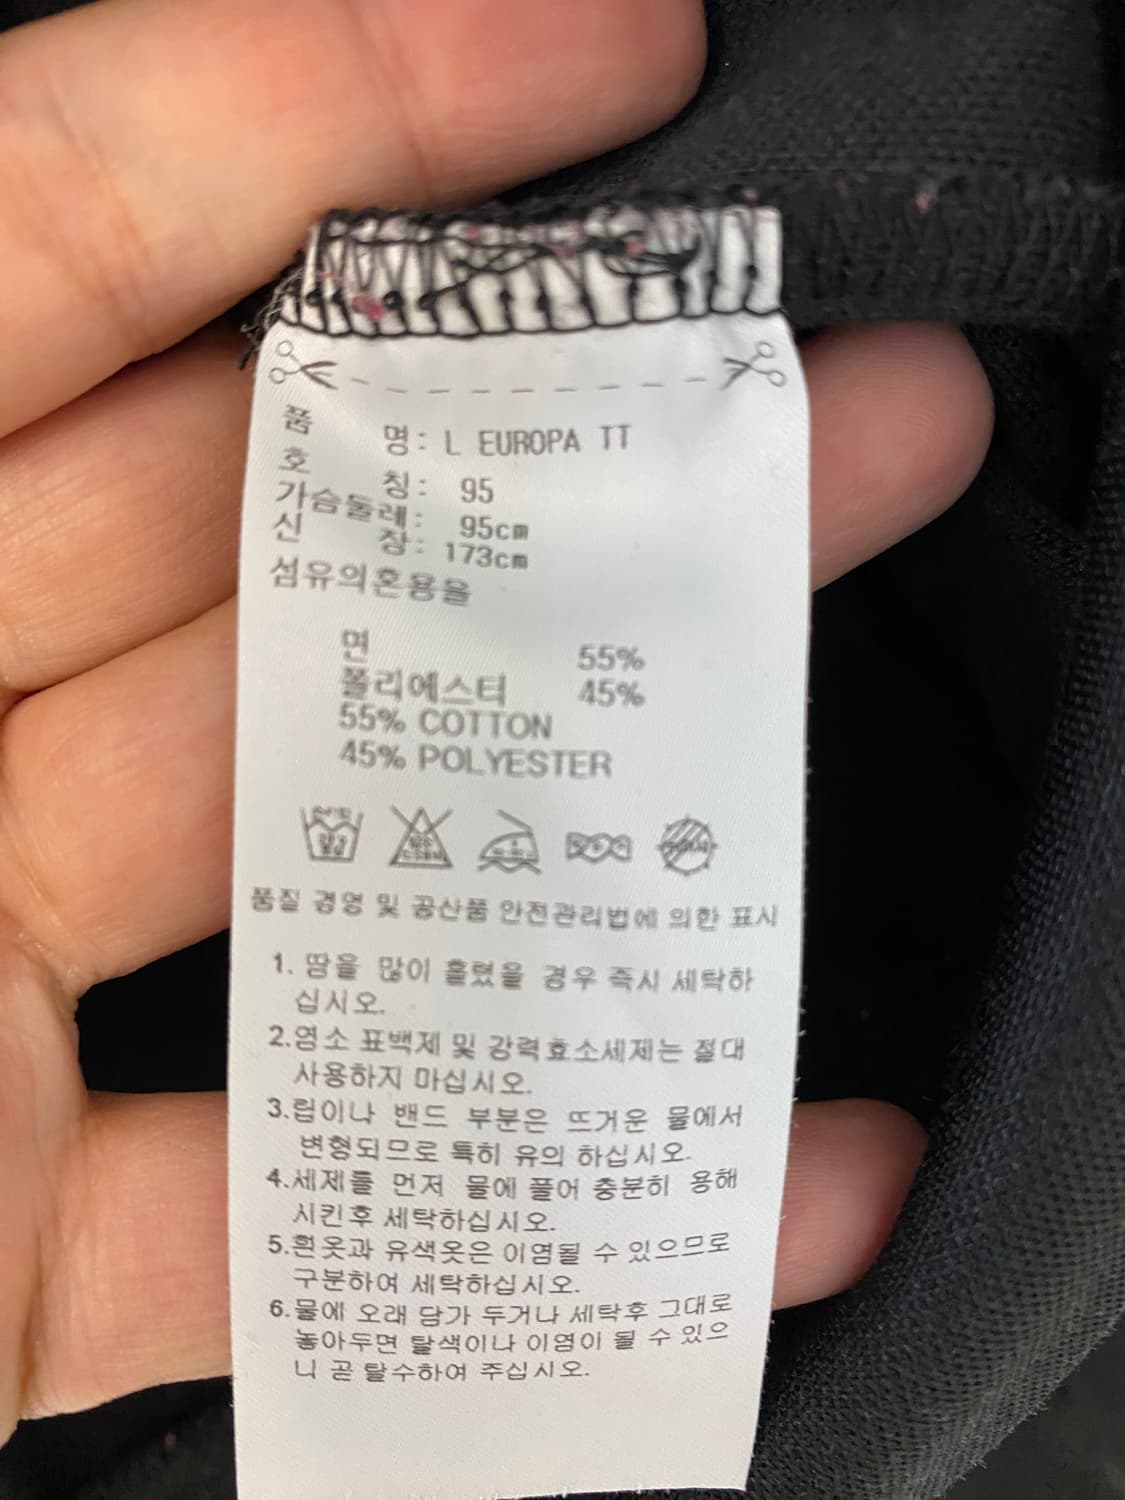 품 명: L EUROPA TT
호 칭: 95
가슴둘레: 95cm
신 장: 173cm
섬유의혼용율
면 55%
폴리에스터 45%
55% COTTON
45% POLYESTER
품질 경영 및 공산품 안전관리법에 의한 표시
1. 땀을 많이 흘렸을 경우 즉시 세탁하
십시오.
2.염소 표백제 및 강력효소세제는 절대
사용하지 마십시오.
3.립이나 밴드 부분은 뜨거운 물에서
변형되므로 특히 유의 하십시오.
4.세제를 먼저 물에 풀어 충분히 용해
시킨후 세탁하십시오.
5.흰옷과 유색옷은 이염될 수 있으므로
구분하여 세탁하십시오.
6.물에 오래 담가 두거나 세탁후 그대로
놓아두면 탈색이나 이염이 될 수 있으
니 곧 탈수하여 주십시오.